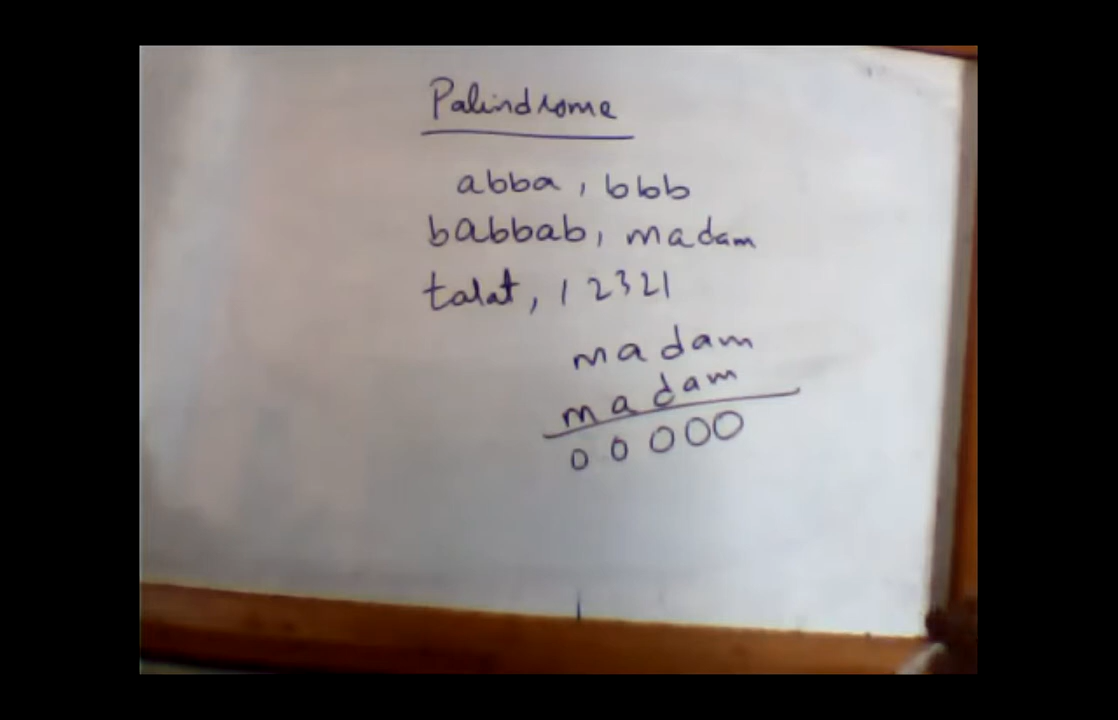 Palindrome
abba, bbb
babbab, madam
talat, 12321
madam
madam
00000